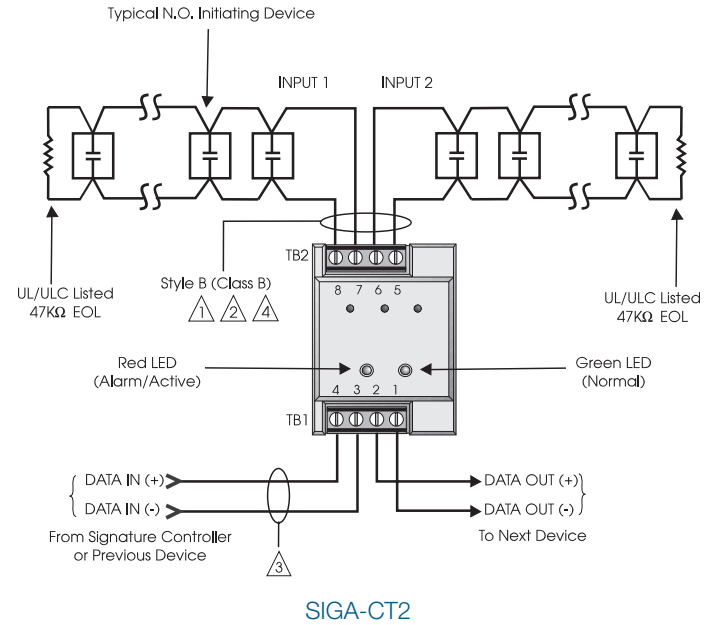 Typical N.O. Initiating Device
INPUT 1
INPUT 2
TB2
8 7 6 5
Style B (Class B)
1 2 4
UL/ULC Listed
47KΩ EOL
UL/ULC Listed
47KΩ EOL
Red LED
(Alarm/Active)
Green LED
(Normal)
4 3 2 1
TB1
DATA IN (+)
DATA IN (-)
From Signature Controller
or Previous Device
3
DATA OUT (+)
DATA OUT (-)
To Next Device
SIGA-CT2